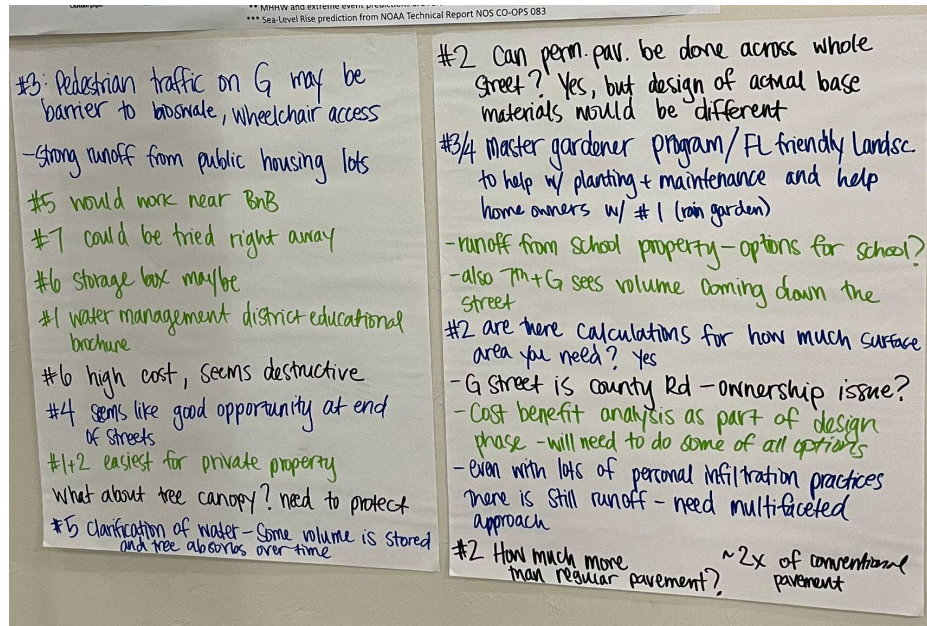 *** Sea-Level Rise prediction from NOAA Technical Report NOS CO-OPS 083
#3: Pedestrian traffic on G may be
barrier to bioswale, wheelchair access
-Strong runoff from public housing lots
#5 would work near BnB
#7 could be tried right away
#6 storage box maybe
#1 water management district educational
brochure
#6 high cost, seems destructive
#4 seems like good opportunity at end
of streets
#1+2 easiest for private property
What about tree canopy? need to protect
#5 Clarification of water - Some volume is stored
and tree absorbs over time
#2 Can perm. pav. be done across whole
street? Yes, but design of actual base
materials would be different
#3/4 master gardener program/FL friendly Landsc
to help w/ planting + maintenance and help
home owners w/ #1 (rain garden)
-runoff from school property - options for school?
-also 7th + G sees volume coming down the
street
#2 are there calculations for how much surface
area you need? Yes
- G Street is county Rd - ownership issue?
- Cost benefit analysis as part of design
phase - will need to do some of all options
-even with lots of personal infiltration practices
there is still runoff - need multifaceted
approach
#2 How much more
than regular pavement?
~2x of conventional
pavement